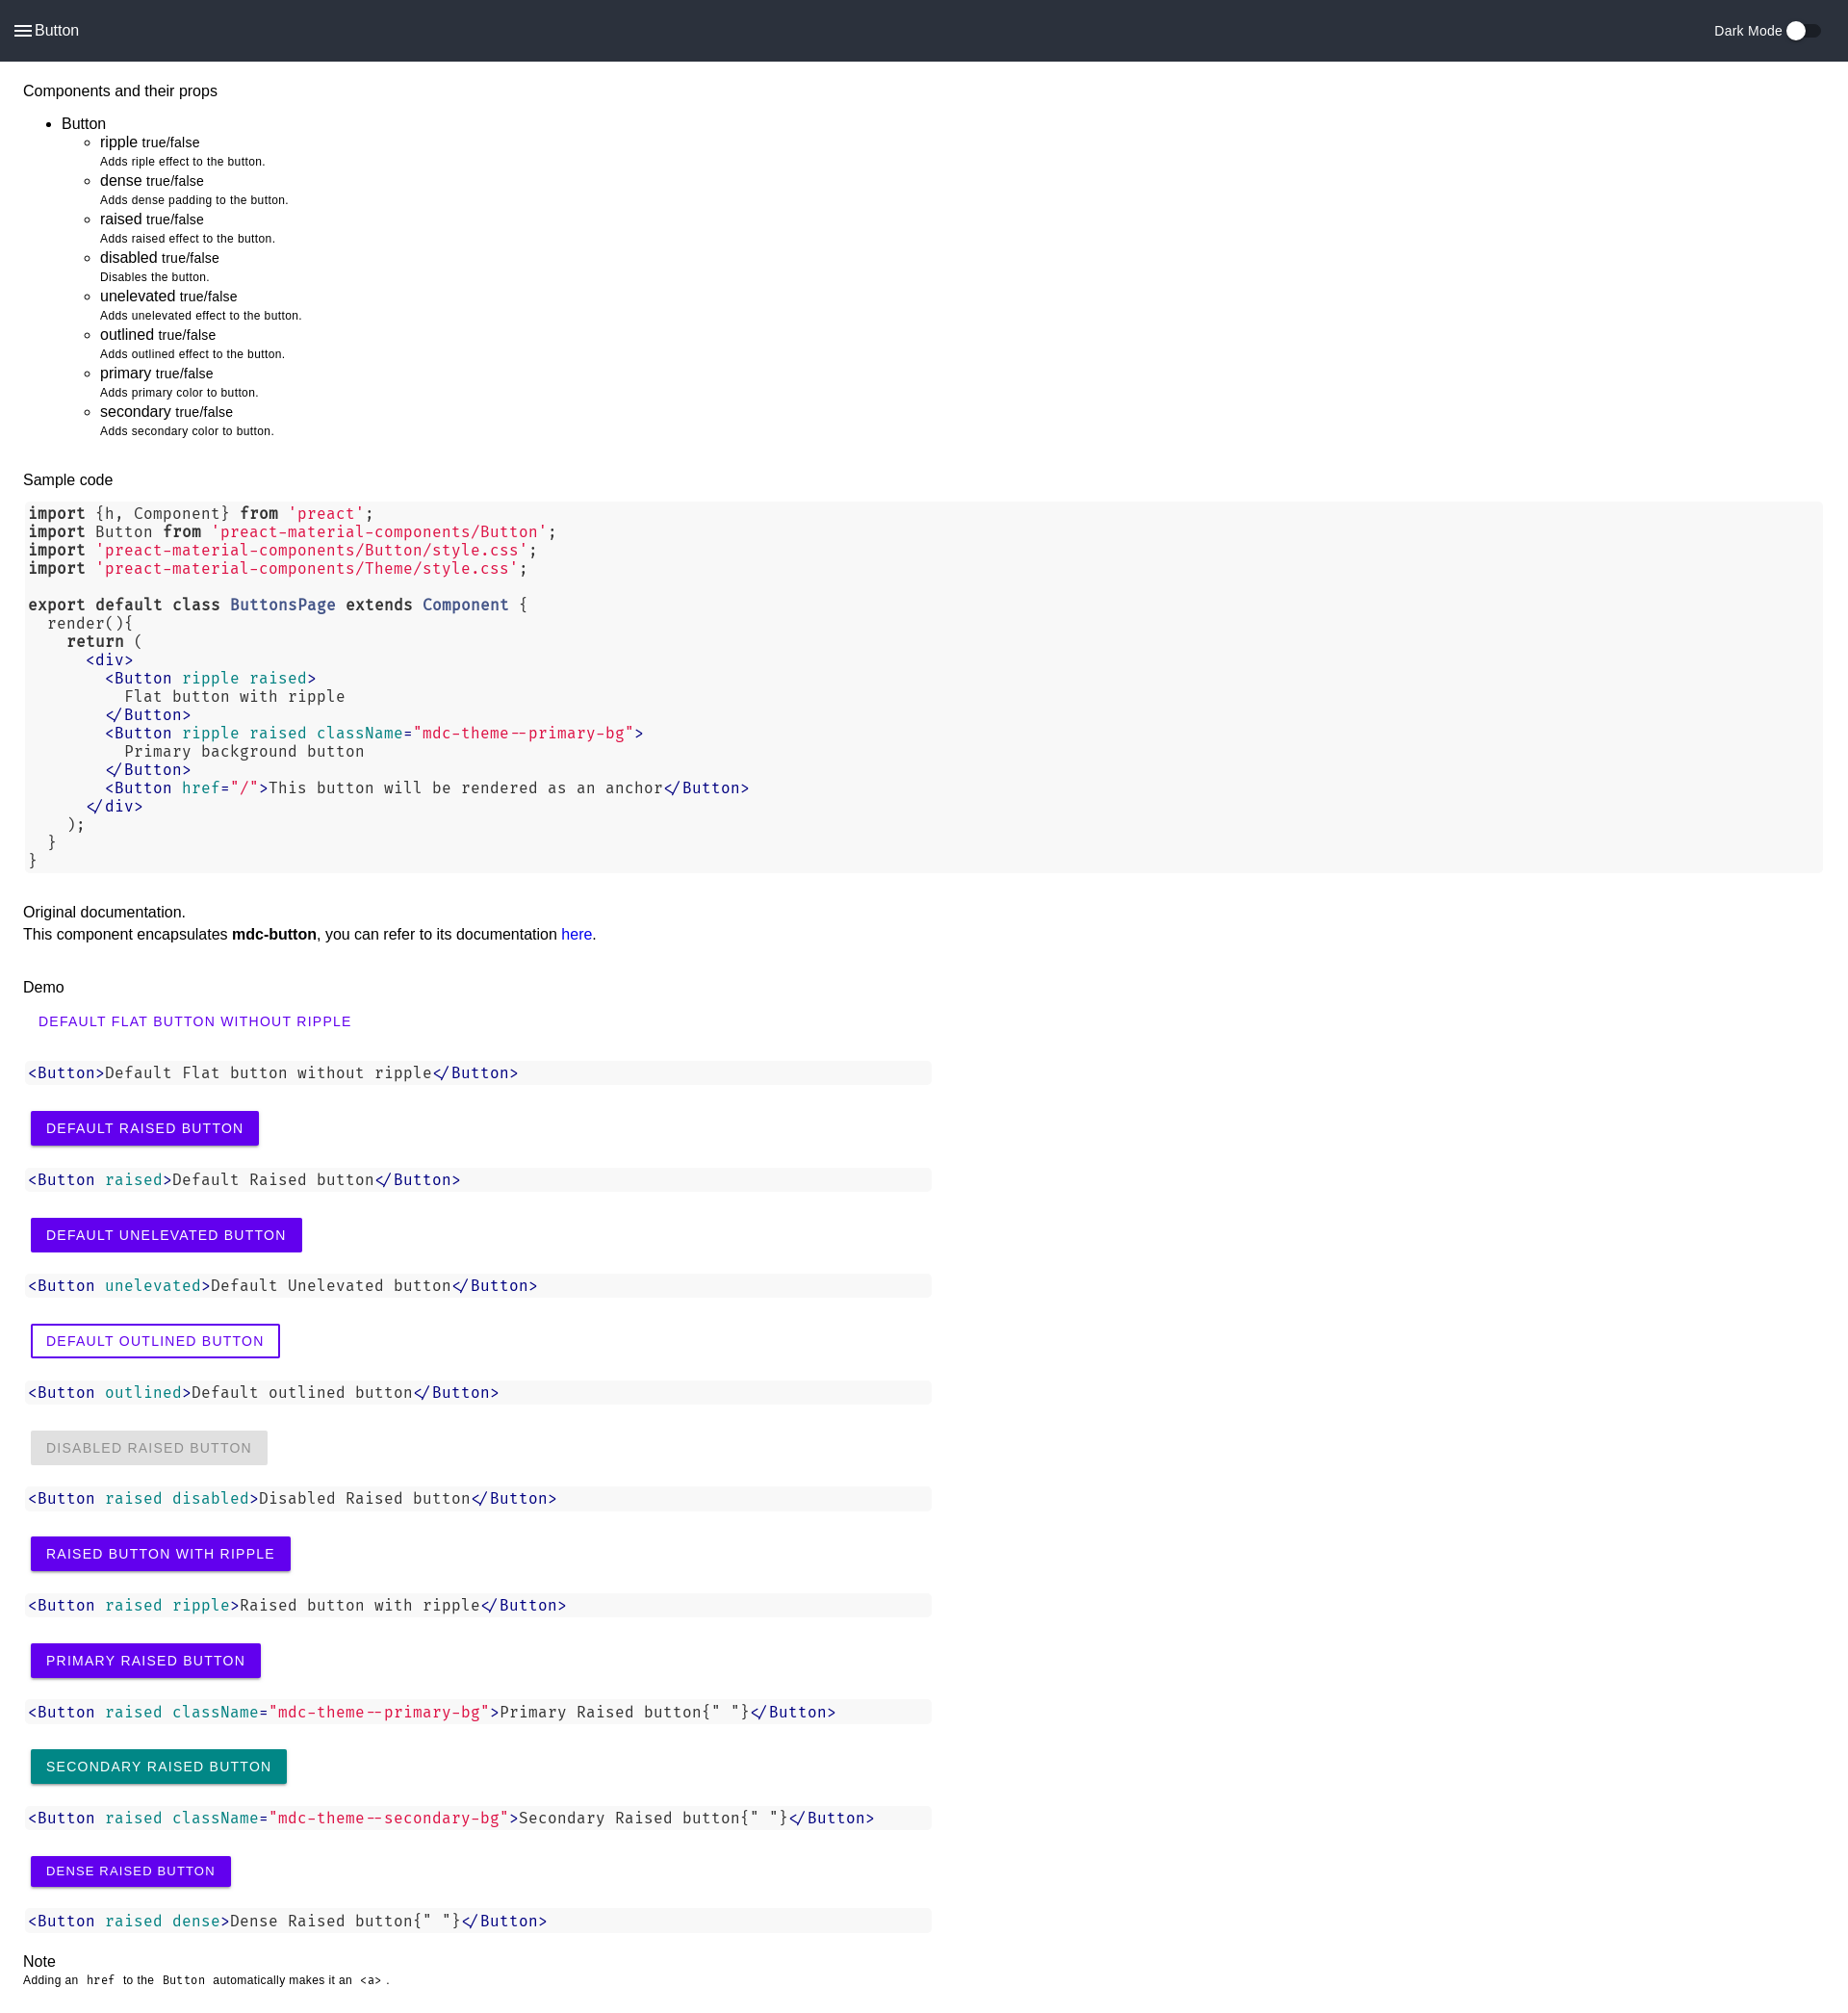 Button
Dark Mode
Components and their props
Button
ripple true/false
Adds riple effect to the button.
dense true/false
Adds dense padding to the button.
raised true/false
Adds raised effect to the button.
disabled true/false
Disables the button.
unelevated true/false
Adds unelevated effect to the button.
outlined true/false
Adds outlined effect to the button.
primary true/false
Adds primary color to button.
secondary true/false
Adds secondary color to button.
Sample code
import {h, Component} from 'preact';
import Button from 'preact-material-components/Button';
import 'preact-material-components/Button/style.css';
import 'preact-material-components/Theme/style.css';
export default class ButtonsPage extends Component {
render(){
return (
<div>
<Button ripple raised>
Flat button with ripple
</Button>
<Button ripple raised className="mdc-theme--primary-bg">
Primary background button
</Button>
<Button href="/">This button will be rendered as an anchor</Button>
</div>
);
}
}
Original documentation.
This component encapsulates mdc-button, you can refer to its documentation here.
Demo
DEFAULT FLAT BUTTON WITHOUT RIPPLE
<Button>Default Flat button without ripple</Button>
DEFAULT RAISED BUTTON
<Button raised>Default Raised button</Button>
DEFAULT UNELEVATED BUTTON
<Button unelevated>Default Unelevated button</Button>
DEFAULT OUTLINED BUTTON
<Button outlined>Default outlined button</Button>
DISABLED RAISED BUTTON
<Button raised disabled>Disabled Raised button</Button>
RAISED BUTTON WITH RIPPLE
<Button raised ripple>Raised button with ripple</Button>
PRIMARY RAISED BUTTON
<Button raised className="mdc-theme--primary-bg">Primary Raised button{" "}</Button>
SECONDARY RAISED BUTTON
<Button raised className="mdc-theme--secondary-bg">Secondary Raised button{" "}</Button>
DENSE RAISED BUTTON
<Button raised dense>Dense Raised button{" "}</Button>
Note
Adding an href to the Button automatically makes it an <a> .